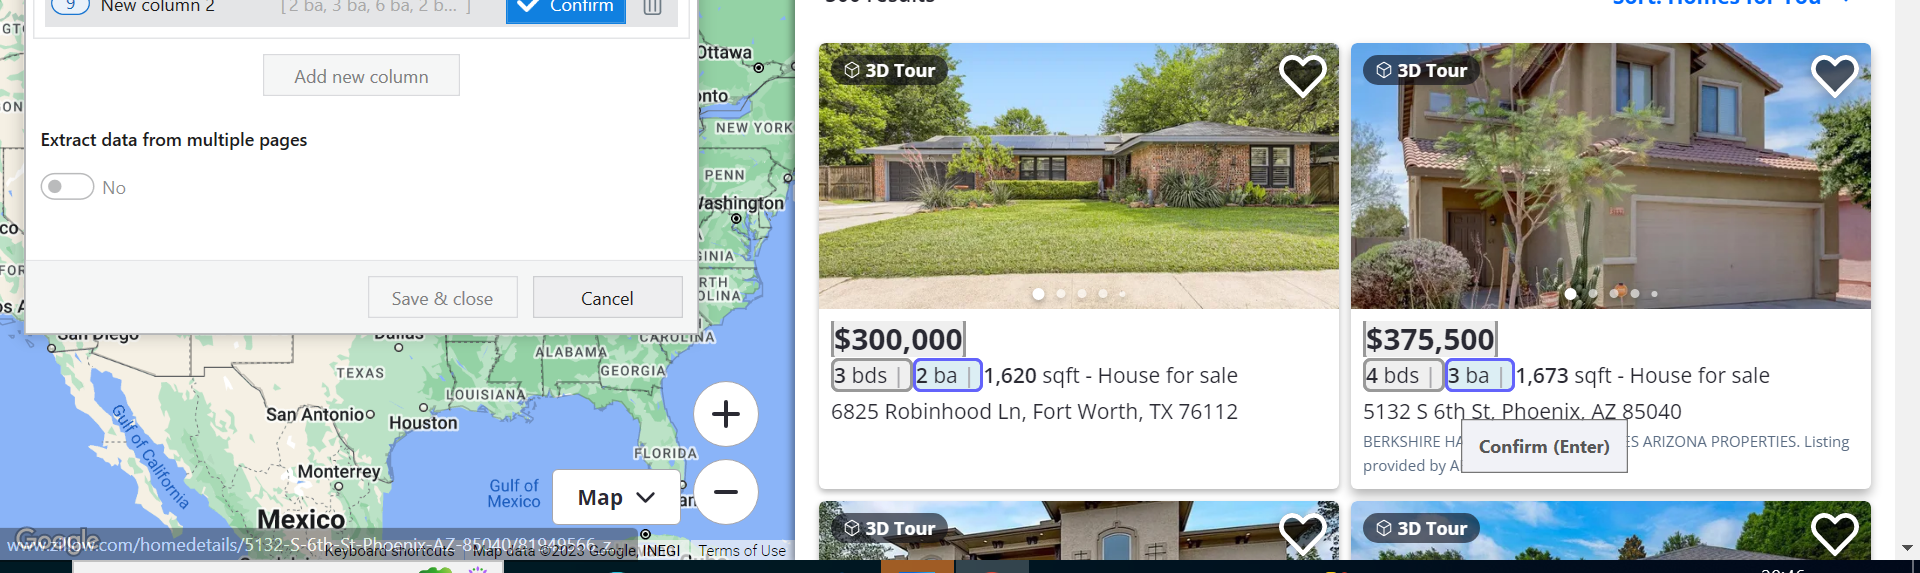 9 New column 2 [ 2 ba, 3 ba, 6 ba, 2 b... ] Confirm
Add new column
Extract data from multiple pages
No
Save & close Cancel
Ottawa
NEW YORK
PENN
San Diego
Dallas
CAROLINA
ALABAMA
TEXAS
GEORGIA
LOUISIANA
San Antonio
Houston
FLORIDA
Gulf of California
Monterrey
Gulf of
Mexico
Map
Mexico
Google
www.zillow.com/homedetails/5132-S-6th-St-Phoenix-AZ-85040/81949566_z...
Keyboard shortcuts Map data ©2023 Google, INEGI Terms of Use
results
Sort: Homes for You
3D Tour
$300,000
3 bds | 2 ba | 1,620 sqft - House for sale
6825 Robinhood Ln, Fort Worth, TX 76112
3D Tour
$375,500
4 bds | 3 ba | 1,673 sqft - House for sale
5132 S 6th St, Phoenix, AZ 85040
BERKSHIRE HA ES ARIZONA PROPERTIES. Listing
provided by A
Confirm (Enter)
3D Tour
3D Tour